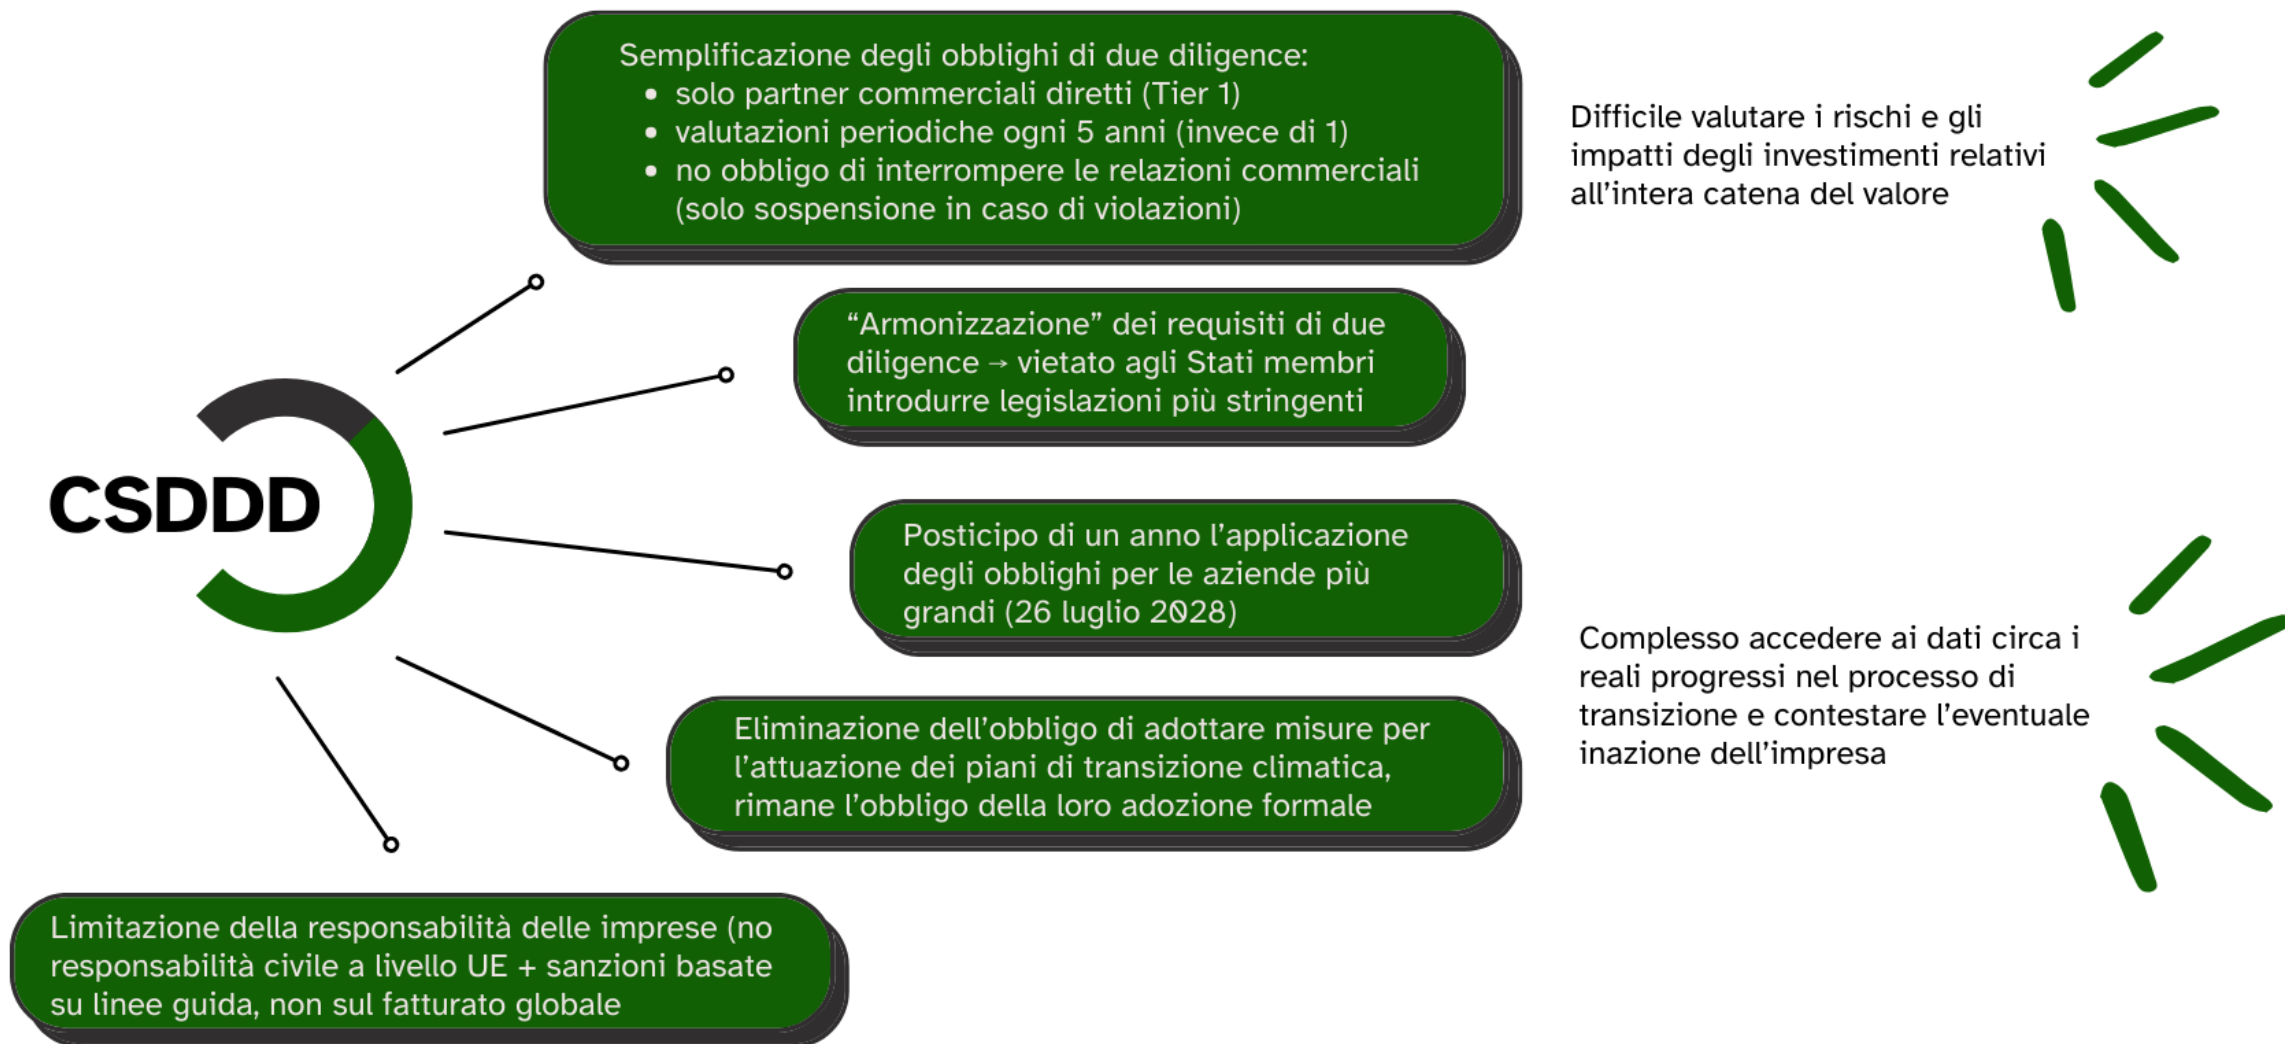 Semplificazione degli obblighi di due diligence:
• solo partner commerciali diretti (Tier 1)
• valutazioni periodiche ogni 5 anni (invece di 1)
• no obbligo di interrompere le relazioni commerciali
(solo sospensione in caso di violazioni)
Difficile valutare i rischi e gli
impatti degli investimenti relativi
all’intera catena del valore
“Armonizzazione” dei requisiti di due
diligence → vietato agli Stati membri
introdurre legislazioni più stringenti
CSDDD
Posticipo di un anno l’applicazione
degli obblighi per le aziende più
grandi (26 luglio 2028)
Complesso accedere ai dati circa i
reali progressi nel processo di
transizione e contestare l’eventuale
inazione dell’impresa
Eliminazione dell’obbligo di adottare misure per
l’attuazione dei piani di transizione climatica,
rimane l’obbligo della loro adozione formale
Limitazione della responsabilità delle imprese (no
responsabilità civile a livello UE + sanzioni basate
su linee guida, non sul fatturato globale